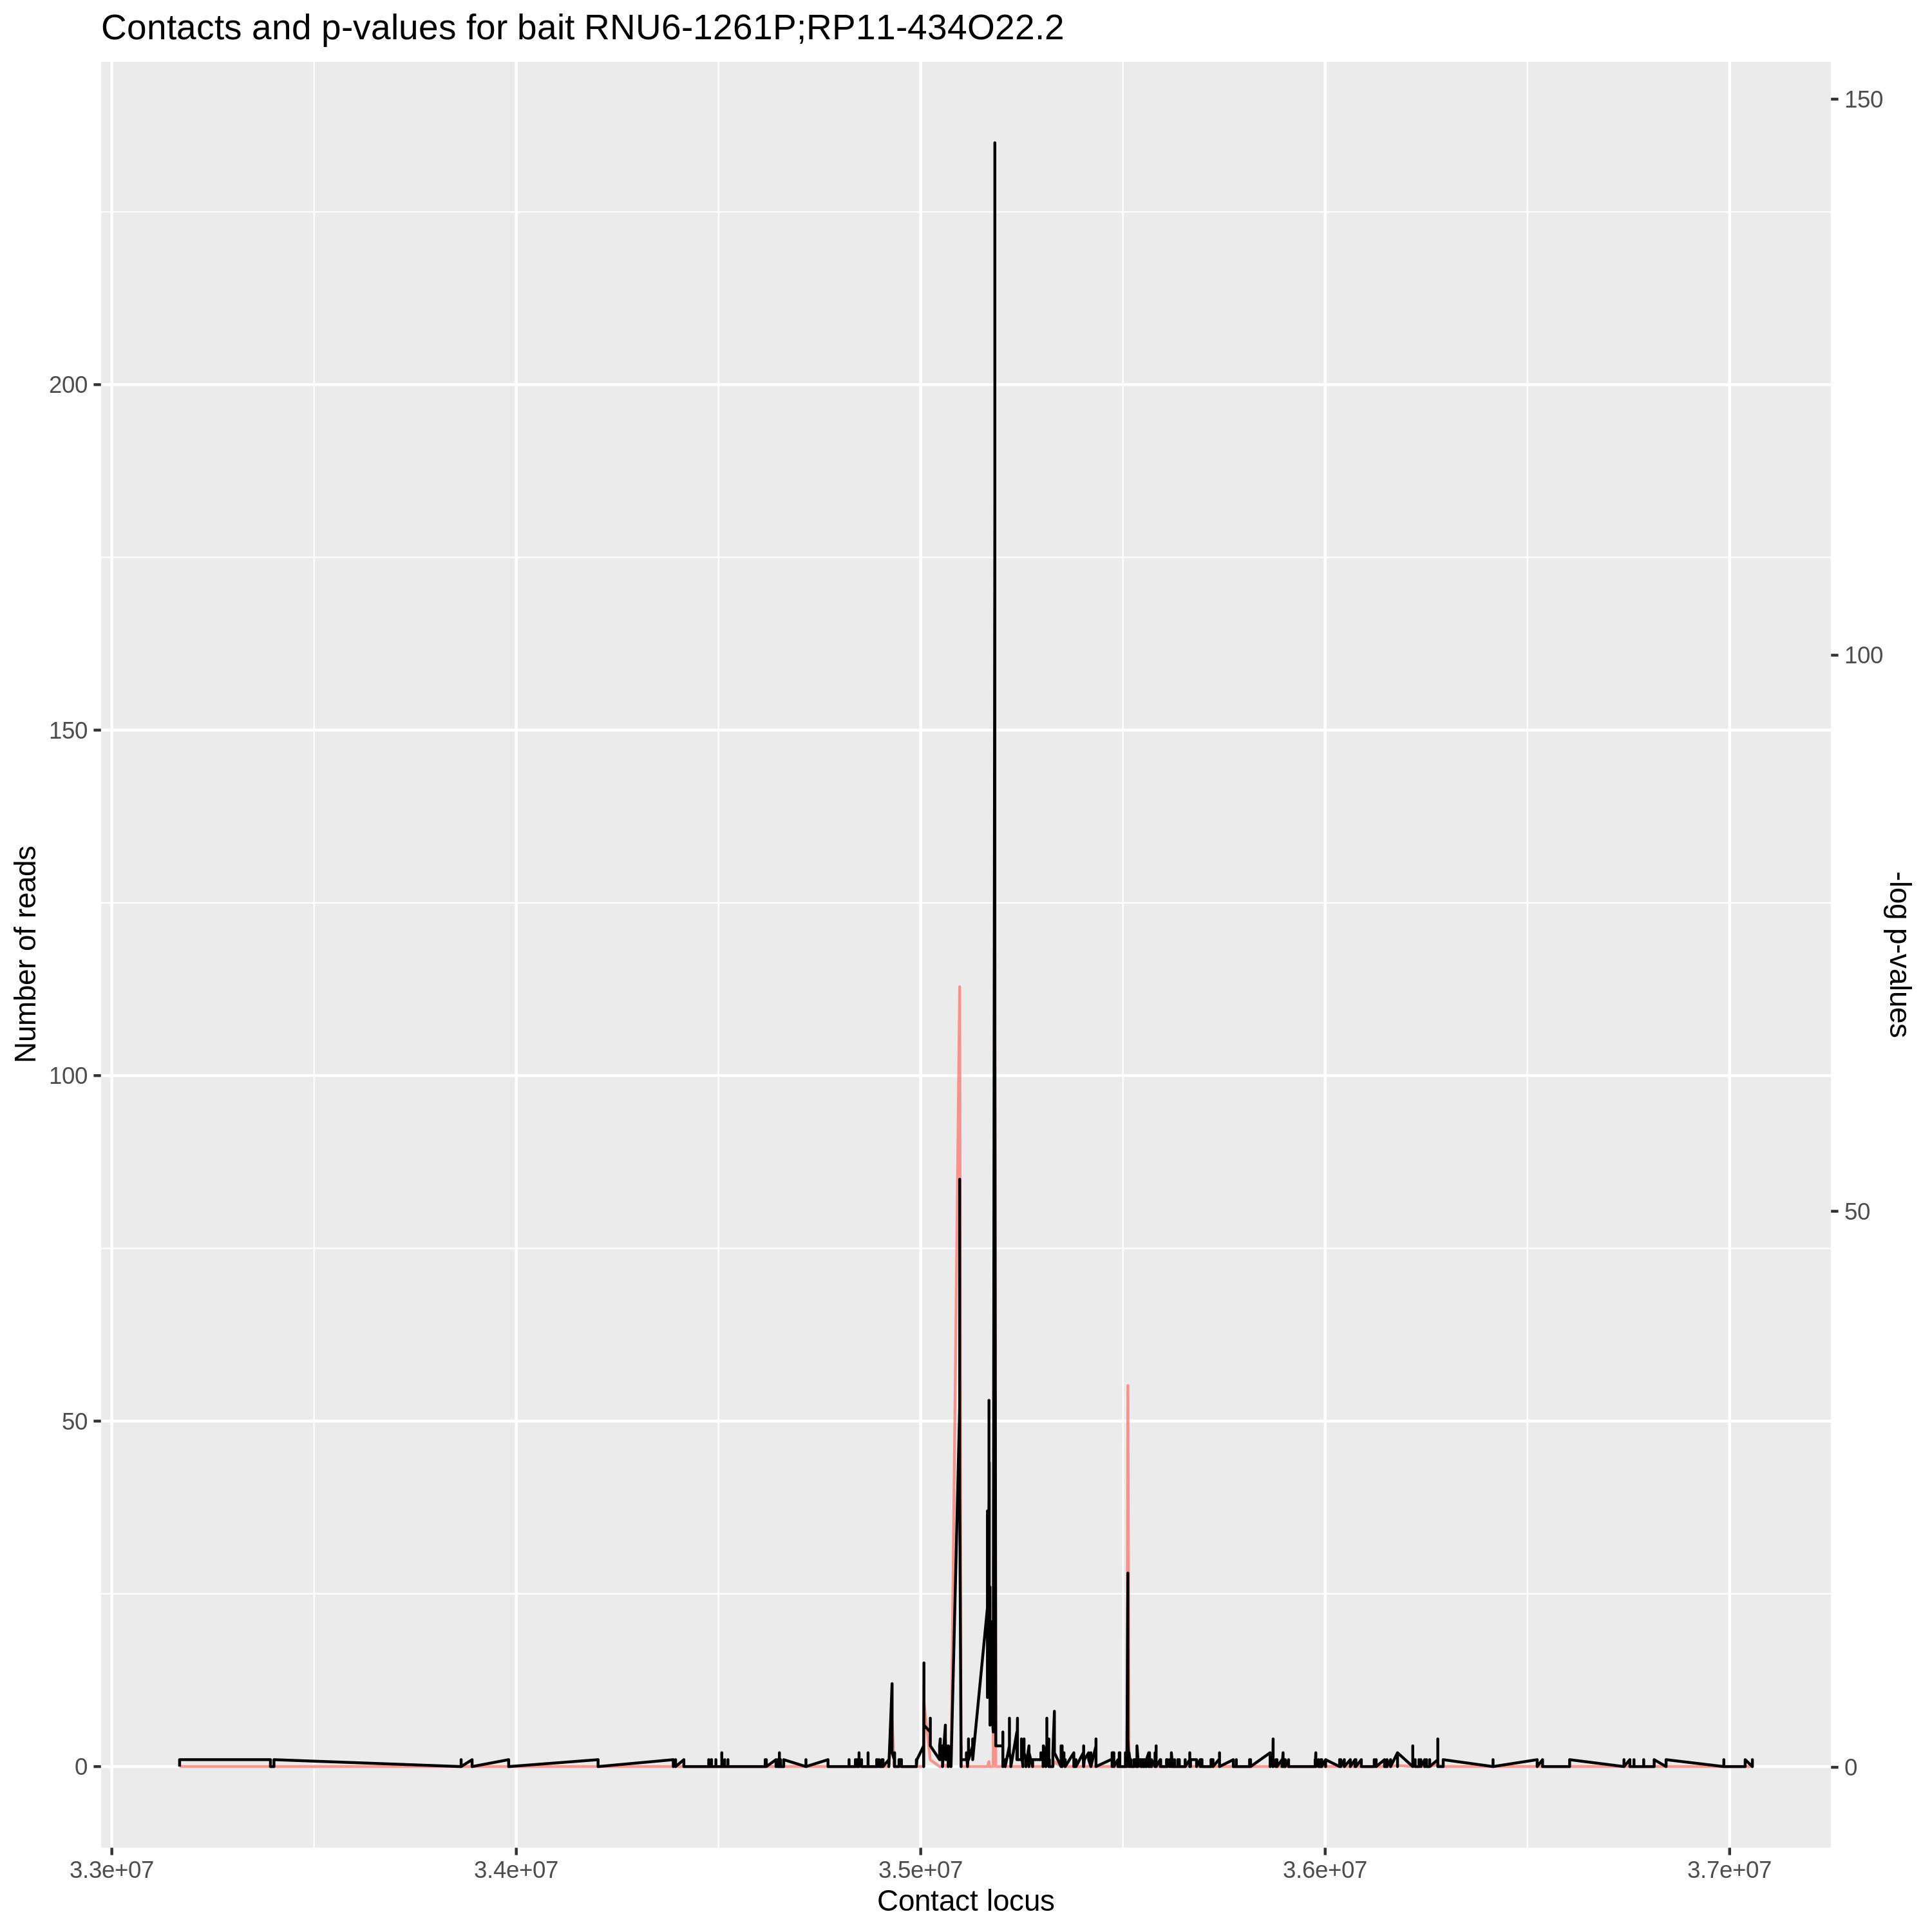 Contacts and p-values for bait RNU6-1261P;RP11-434O22.2
150
200
100
150
Number of reads
-log p-values
100
50
50
0
0
3.3e+07 3.4e+07 3.5e+07 3.6e+07 3.7e+07
Contact locus